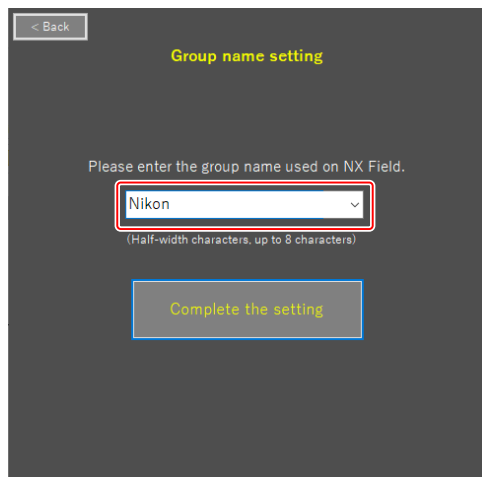 < Back
Group name setting
Please enter the group name used on NX Field.
Nikon
(Half-width characters, up to 8 characters)
Complete the setting